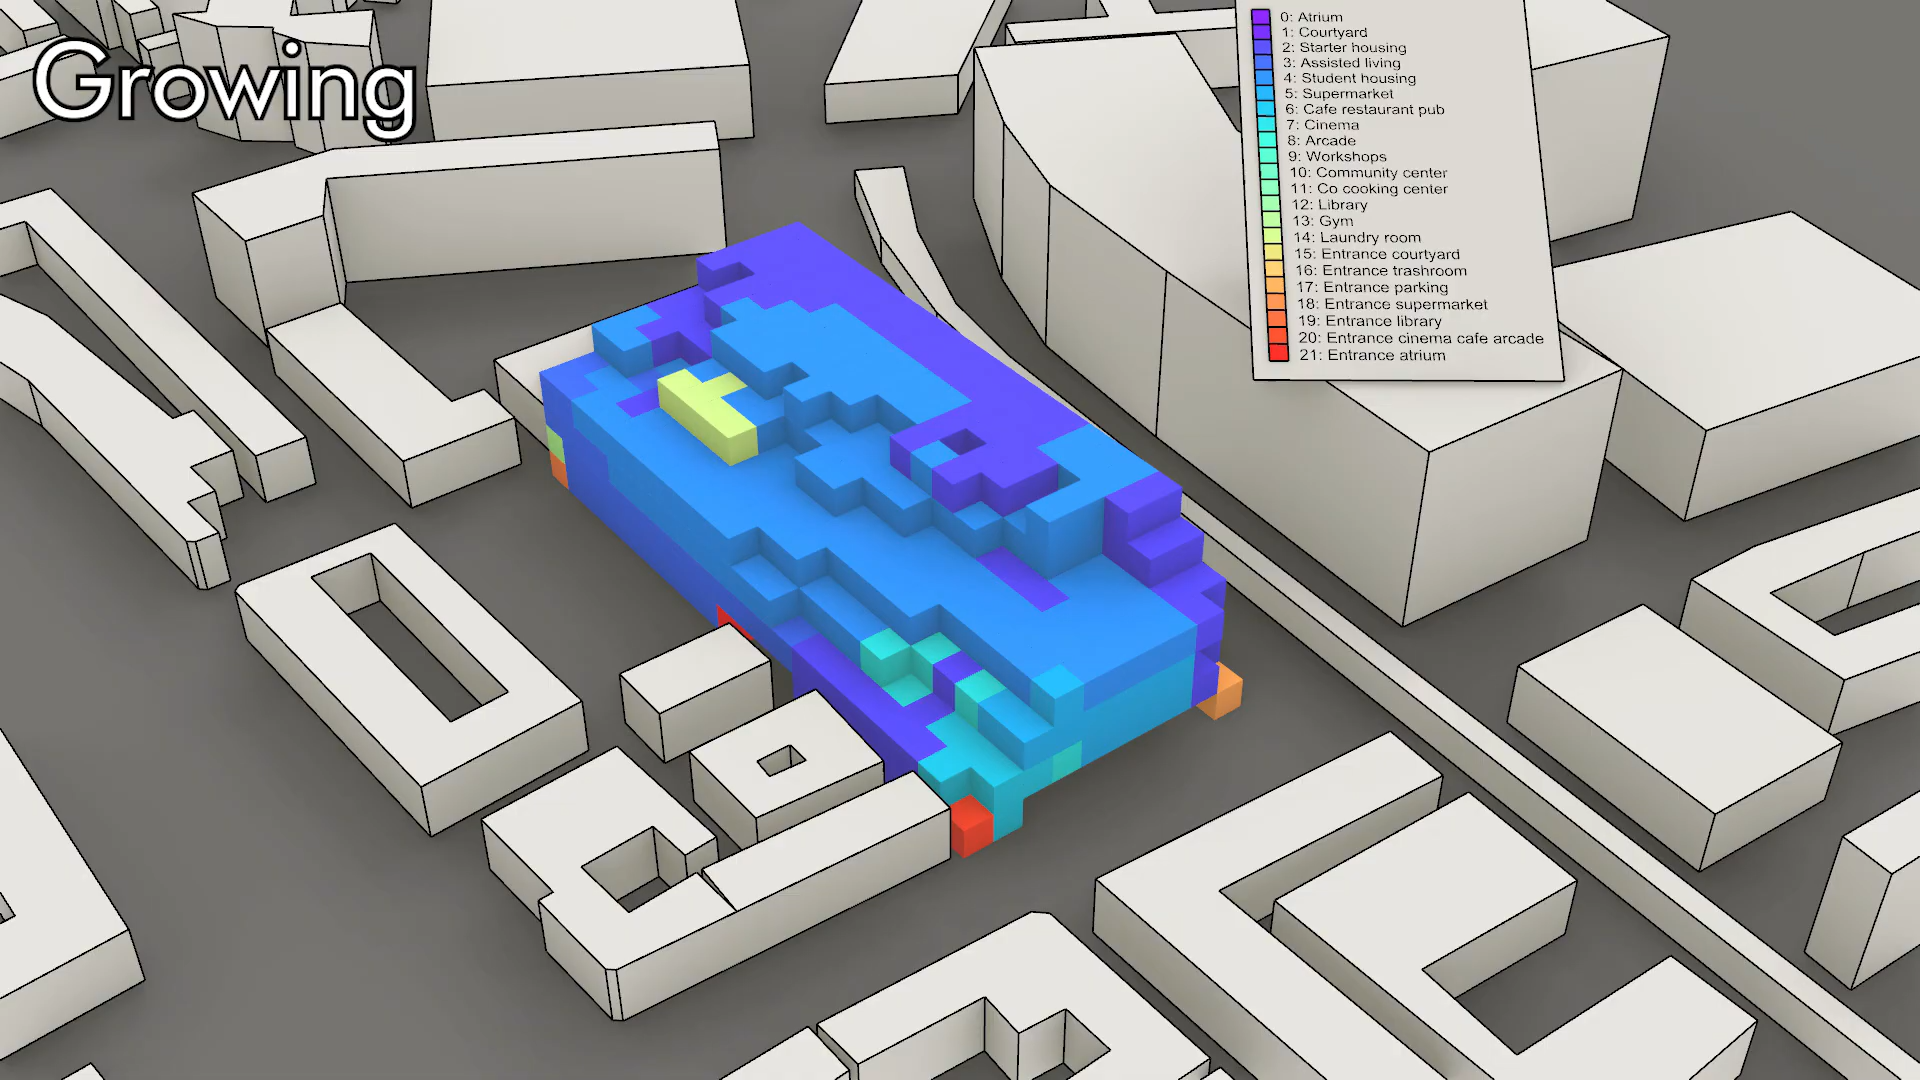 Growing
0: Atrium
1: Courtyard
2: Starter housing
3: Assisted living
4: Student housing
5: Supermarket
6: Cafe restaurant pub
7: Cinema
8: Arcade
9: Workshops
10: Community center
11: Co cooking center
12: Library
13: Gym
14: Laundry room
15: Entrance courtyard
16: Entrance trashroom
17: Entrance parking
18: Entrance supermarket
19: Entrance library
20: Entrance cinema cafe arcade
21: Entrance atrium